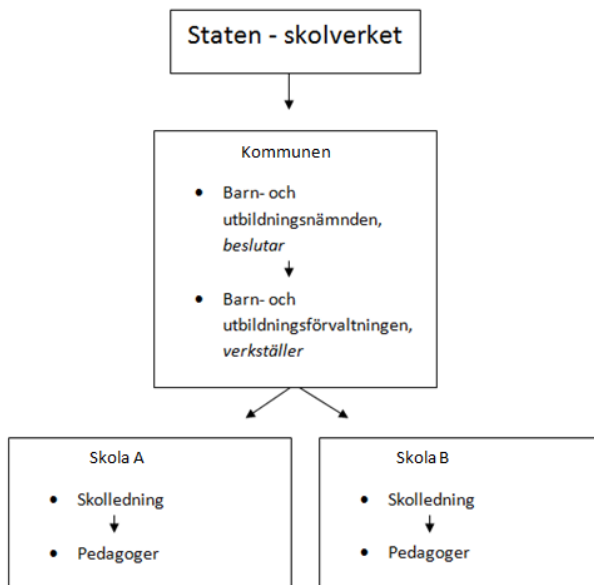 Staten - skolverket
Kommunen
• Barn- och
utbildningsnämnden,
beslutar
• Barn- och
utbildningsförvaltningen,
verkställer
Skola A
• Skolledning
• Pedagoger
Skola B
• Skolledning
• Pedagoger